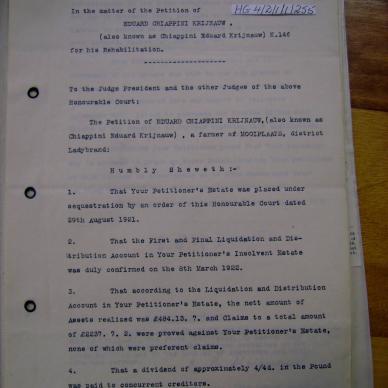 In the matter of the Petition of
HG 4/2/1/1/255
EDUARD CHIAPPINI KRIJNAUW ,
(also known as Chiappini Eduard Krijnauw) K.146
for his Rehabilitation.
--------------------
To the Judge President and the other Judges of the above
Honourable Court:
The Petition of EDUARD CHIAPPINI KRIJNAUW,(also known as
Chiappini Eduard Krijnauw) , a farmer of MOOIPLAATS, district
Ladybrand:
H u m b l y S h e w e t h :-
1. That Your Petitioner's Estate was placed under
sequestration by an order of this Honourable Court dated
29th August 1921.
2. That the First and Final Liquidation and Dis-
tribution Account in Your Petitioner's Insolvent Estate
was duly confirmed on the 8th March 1922.
3. That according to the Liquidation and Distribution
Account in Your Petitioner's Estate, the nett amount of
Assets realized was £484.13. 7. and Claims to a total amount
of £2237. 7. 2. were proved against Your Petitioner's Estate,
none of which were preferent claims.
4. That a dividend of approximately 4/4d. in the Pound
was paid to concurrent creditors.